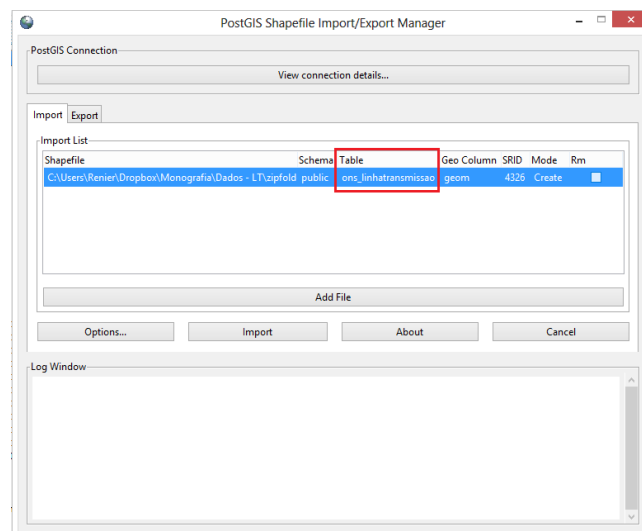 PostGIS Shapefile Import/Export Manager
PostGIS Connection
View connection details...
Import Export
Import List
Shapefile Schema Table Geo Column SRID Mode Rm
C:\Users\Renier\Dropbox\Monografia\Dados - LT\zipfold public ons_linhatransmissao geom 4326 Create
Add File
Options... Import About Cancel
Log Window